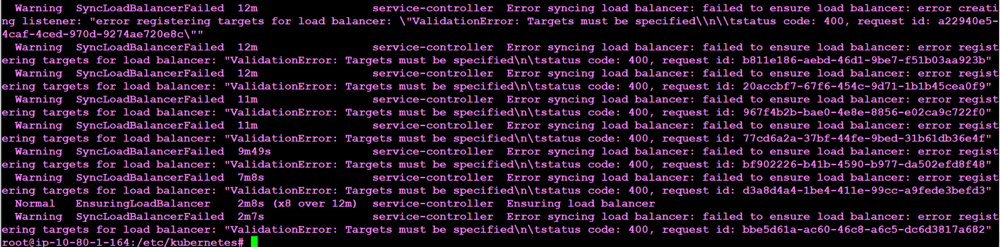 Warning  SyncLoadBalancerFailed  12m                 service-controller  Error syncing load balancer: failed to ensure load balancer: error creati
ng listener: "error registering targets for load balancer: \"ValidationError: Targets must be specified\\n\\tstatus code: 400, request id: a22940e5-
4caf-4ced-970d-9274ae720e8c\""
  Warning  SyncLoadBalancerFailed  12m                 service-controller  Error syncing load balancer: failed to ensure load balancer: error regist
ering targets for load balancer: "ValidationError: Targets must be specified\n\tstatus code: 400, request id: b811e186-aebd-46d1-9be7-f51b03aa923b"
  Warning  SyncLoadBalancerFailed  12m                 service-controller  Error syncing load balancer: failed to ensure load balancer: error regist
ering targets for load balancer: "ValidationError: Targets must be specified\n\tstatus code: 400, request id: 20accbf7-67f6-454c-9d71-1b1b45cea0f9"
  Warning  SyncLoadBalancerFailed  11m                 service-controller  Error syncing load balancer: failed to ensure load balancer: error regist
ering targets for load balancer: "ValidationError: Targets must be specified\n\tstatus code: 400, request id: 967f4b2b-bae0-4e8e-8856-e02ca9c722f0"
  Warning  SyncLoadBalancerFailed  11m                 service-controller  Error syncing load balancer: failed to ensure load balancer: error regist
ering targets for load balancer: "ValidationError: Targets must be specified\n\tstatus code: 400, request id: 77cd6a2a-37bf-44fe-9bed-31b61db36e4f"
  Warning  SyncLoadBalancerFailed  9m49s               service-controller  Error syncing load balancer: failed to ensure load balancer: error regist
ering targets for load balancer: "ValidationError: Targets must be specified\n\tstatus code: 400, request id: bf902226-b41b-4590-b977-da502efd8f48"
  Warning  SyncLoadBalancerFailed  7m8s                service-controller  Error syncing load balancer: failed to ensure load balancer: error regist
ering targets for load balancer: "ValidationError: Targets must be specified\n\tstatus code: 400, request id: d3a8d4a4-1be4-411e-99cc-a9fede3befd3"
  Normal   EnsuringLoadBalancer    2m8s (x8 over 12m)  service-controller  Ensuring load balancer
  Warning  SyncLoadBalancerFailed  2m7s                service-controller  Error syncing load balancer: failed to ensure load balancer: error regist
ering targets for load balancer: "ValidationError: Targets must be specified\n\tstatus code: 400, request id: bbe5d61a-ac60-46c8-a6c5-dc6d3817a682"
root@ip-10-80-1-164:/etc/kubernetes#